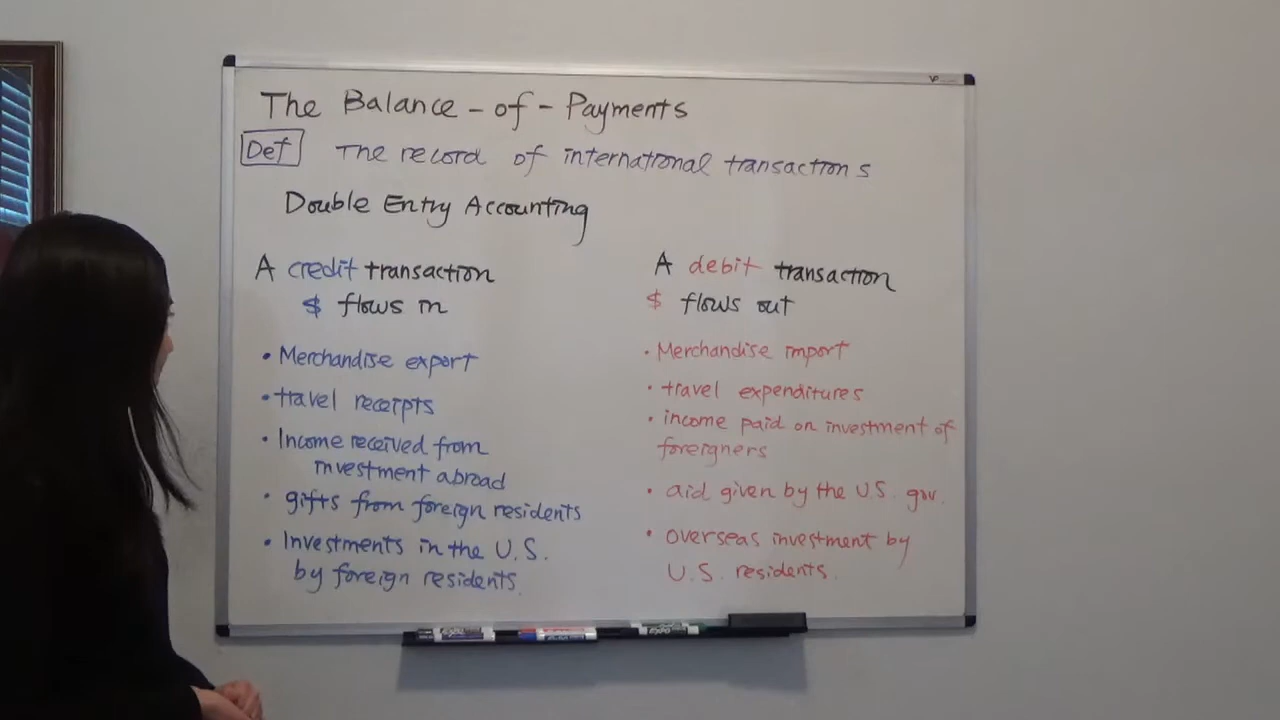 The Balance-of-Payments
Def The record of international transactions
Double Entry Accounting
A credit transaction
$ flows in
• Merchandise export
• travel receipts
• Income received from
investment abroad
• gifts from foreign residents
• Investments in the U.S.
by foreign residents.
A debit transaction
$ flows out
• Merchandise import
• travel expenditures
• income paid on investment of
foreigners
• aid given by the U.S. gov.
• overseas investment by
U.S. residents.
EXPO
EXPO